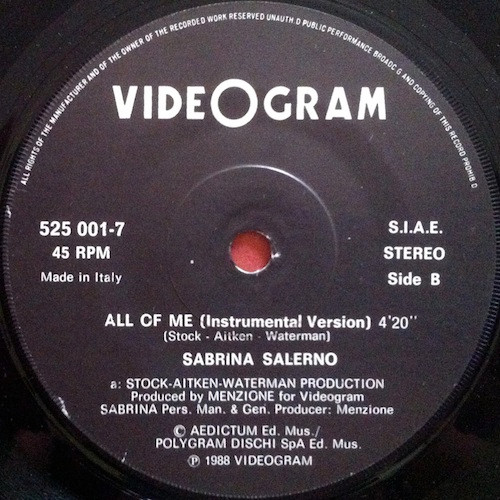 ALL RIGHTS OF THE MANUFACTURER AND OF THE OWNER OF THE RECORDED WORK RESERVED UNAUTH.D PUBLIC PERFORMANCE BROADC.G AND COPYING OF THIS RECORD PROHIB.D
VIDEOGRAM
525 001-7
45 RPM
Made in Italy
S.I.A.E.
STEREO
Side B
ALL OF ME (Instrumental Version) 4'20"
(Stock - Aitken - Waterman)
SABRINA SALERNO
a: STOCK-AITKEN-WATERMAN PRODUCTION
Produced by MENZIONE for Videogram
SABRINA Pers. Man. & Gen. Producer: Menzione
© AEDICTUM Ed. Mus./
POLYGRAM DISCHI SpA Ed. Mus.
℗ 1988 VIDEOGRAM